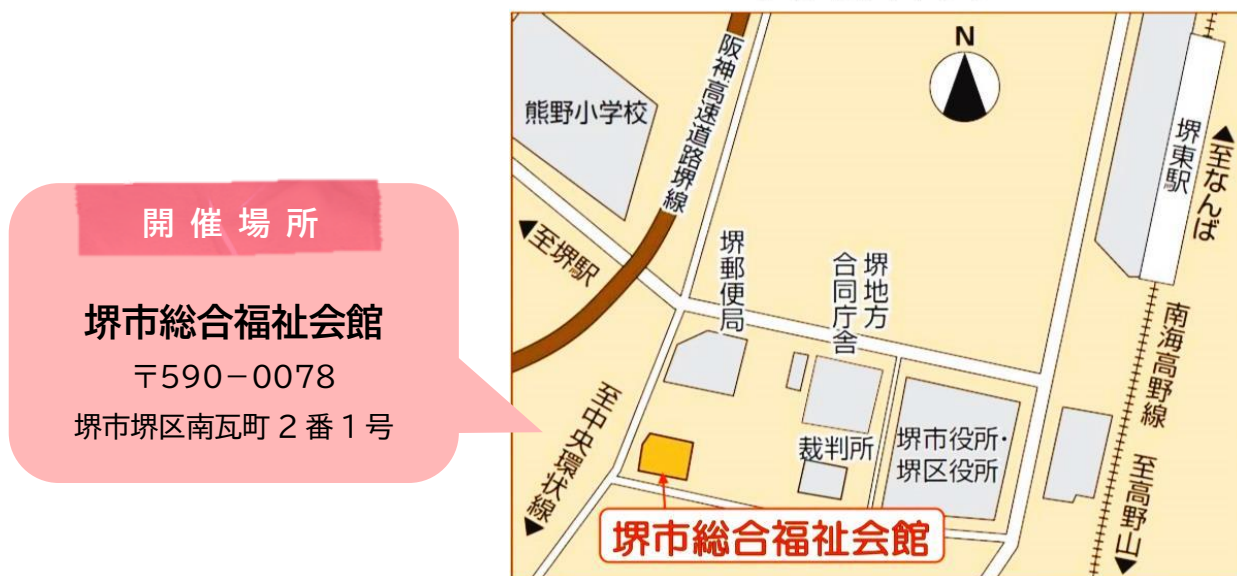 開催場所
堺市総合福祉会館
〒590-0078
堺市堺区南瓦町２番１号
N
熊野小学校
阪神高速道路堺線
堺東駅
▲至なんば
◀至堺駅
堺郵便局
堺地方
合同庁舎
南海高野線
至高野山▼
至中央環状線▼
裁判所
堺市役所・
堺区役所
堺市総合福祉会館